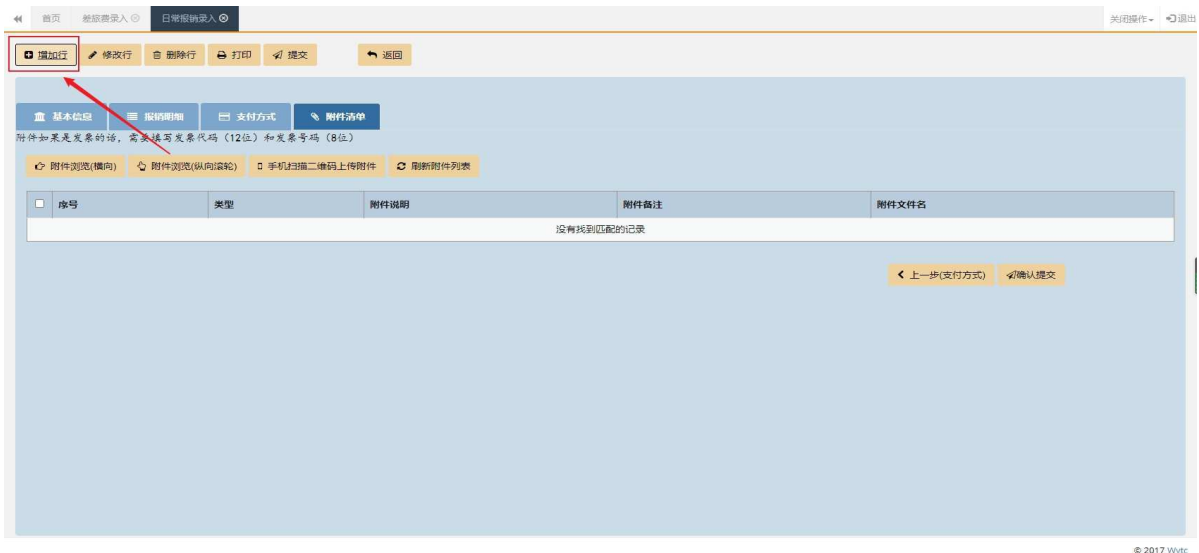 首页 差旅费录入 日常报销录入 关闭操作 退出
增加行 修改行 删除行 打印 提交 返回
基本信息 报销明细 支付方式 附件清单
附件如果是发票的话，需要填写发票代码（12位）和发票号码（8位）
附件浏览(横向) 附件浏览(纵向滚轮) 手机扫描二维码上传附件 刷新附件列表
序号 类型 附件说明 附件备注 附件文件名
没有找到匹配的记录
上一步(支付方式) 确认提交
© 2017 Wytc